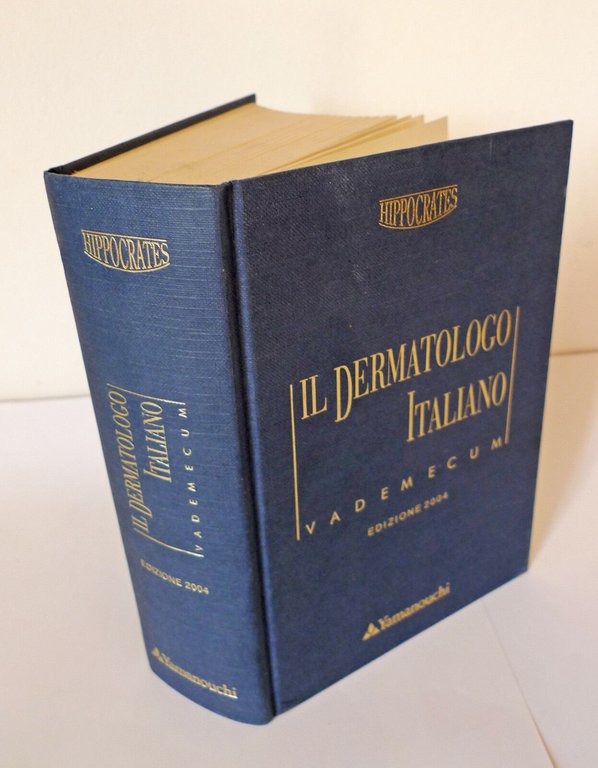 HIPPOCRATES
IL DERMATOLOGO
ITALIANO
VADEMECUM
EDIZIONE 2004
Yamanouchi
HIPPOCRATES
IL DERMATOLOGO
ITALIANO
VADEMECUM
EDIZIONE 2004
Yamanouchi